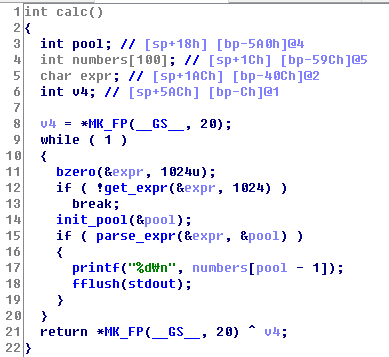 1 int calc()
2 {
3 int pool; // [sp+18h] [bp-5A0h]@4
4 int numbers[100]; // [sp+1Ch] [bp-59Ch]@5
5 char expr; // [sp+1ACh] [bp-40Ch]@2
6 int v4; // [sp+5ACh] [bp-Ch]@1
7
8 v4 = *MK_FP(__GS__, 20);
9 while ( 1 )
10 {
11 bzero(&expr, 1024u);
12 if ( !get_expr(&expr, 1024) )
13 break;
14 init_pool(&pool);
15 if ( parse_expr(&expr, &pool) )
16 {
17 printf("%d₩n", numbers[pool - 1]);
18 fflush(stdout);
19 }
20 }
21 return *MK_FP(__GS__, 20) ^ v4;
22 }